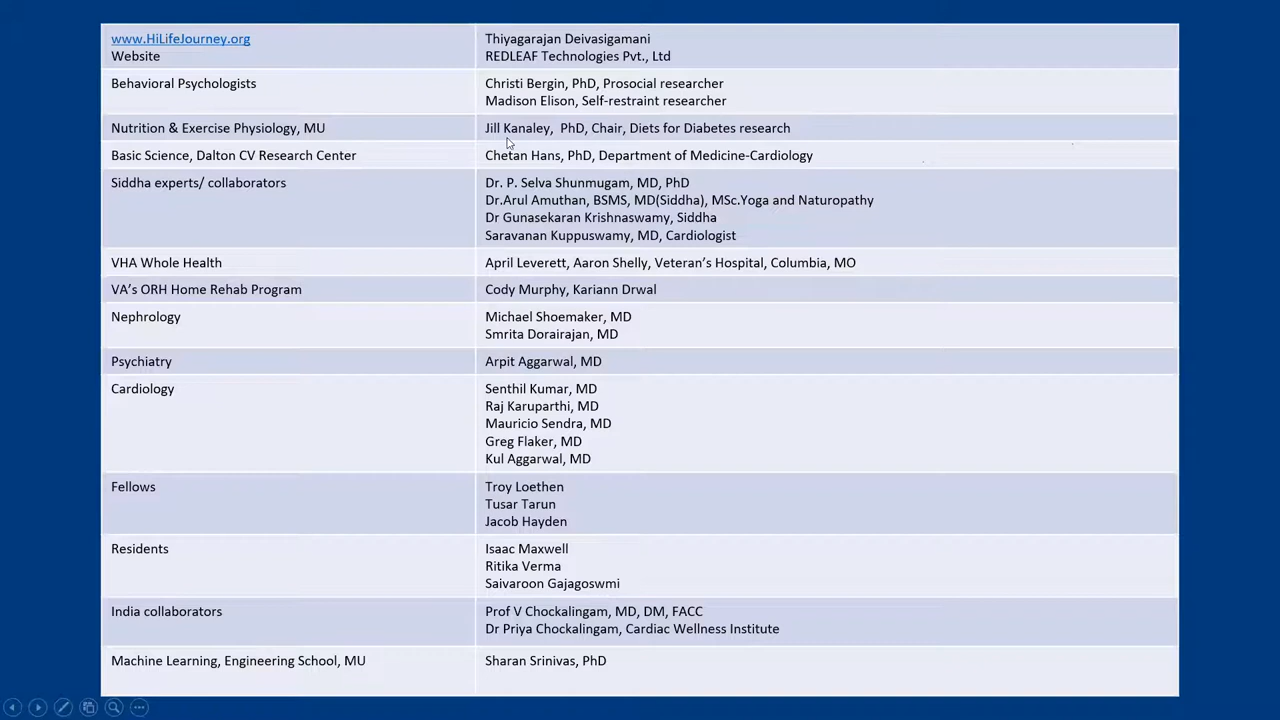 www.HiLifeJourney.org
Website
Thiyagarajan Deivasigamani
REDLEAF Technologies Pvt., Ltd
Behavioral Psychologists
Christi Bergin, PhD, Prosocial researcher
Madison Elison, Self-restraint researcher
Nutrition & Exercise Physiology, MU
Jill Kanaley,  PhD, Chair, Diets for Diabetes research
Basic Science, Dalton CV Research Center
Chetan Hans, PhD, Department of Medicine-Cardiology
Siddha experts/ collaborators
Dr. P. Selva Shunmugam, MD, PhD
Dr.Arul Amuthan, BSMS, MD(Siddha), MSc.Yoga and Naturopathy
Dr Gunasekaran Krishnaswamy, Siddha
Saravanan Kuppuswamy, MD, Cardiologist
VHA Whole Health
April Leverett, Aaron Shelly, Veteran’s Hospital, Columbia, MO
VA’s ORH Home Rehab Program
Cody Murphy, Kariann Drwal
Nephrology
Michael Shoemaker, MD
Smrita Dorairajan, MD
Psychiatry
Arpit Aggarwal, MD
Cardiology
Senthil Kumar, MD
Raj Karuparthi, MD
Mauricio Sendra, MD
Greg Flaker, MD
Kul Aggarwal, MD
Fellows
Troy Loethen
Tusar Tarun
Jacob Hayden
Residents
Isaac Maxwell
Ritika Verma
Saivaroon Gajagoswmi
India collaborators
Prof V Chockalingam, MD, DM, FACC
Dr Priya Chockalingam, Cardiac Wellness Institute
Machine Learning, Engineering School, MU
Sharan Srinivas, PhD